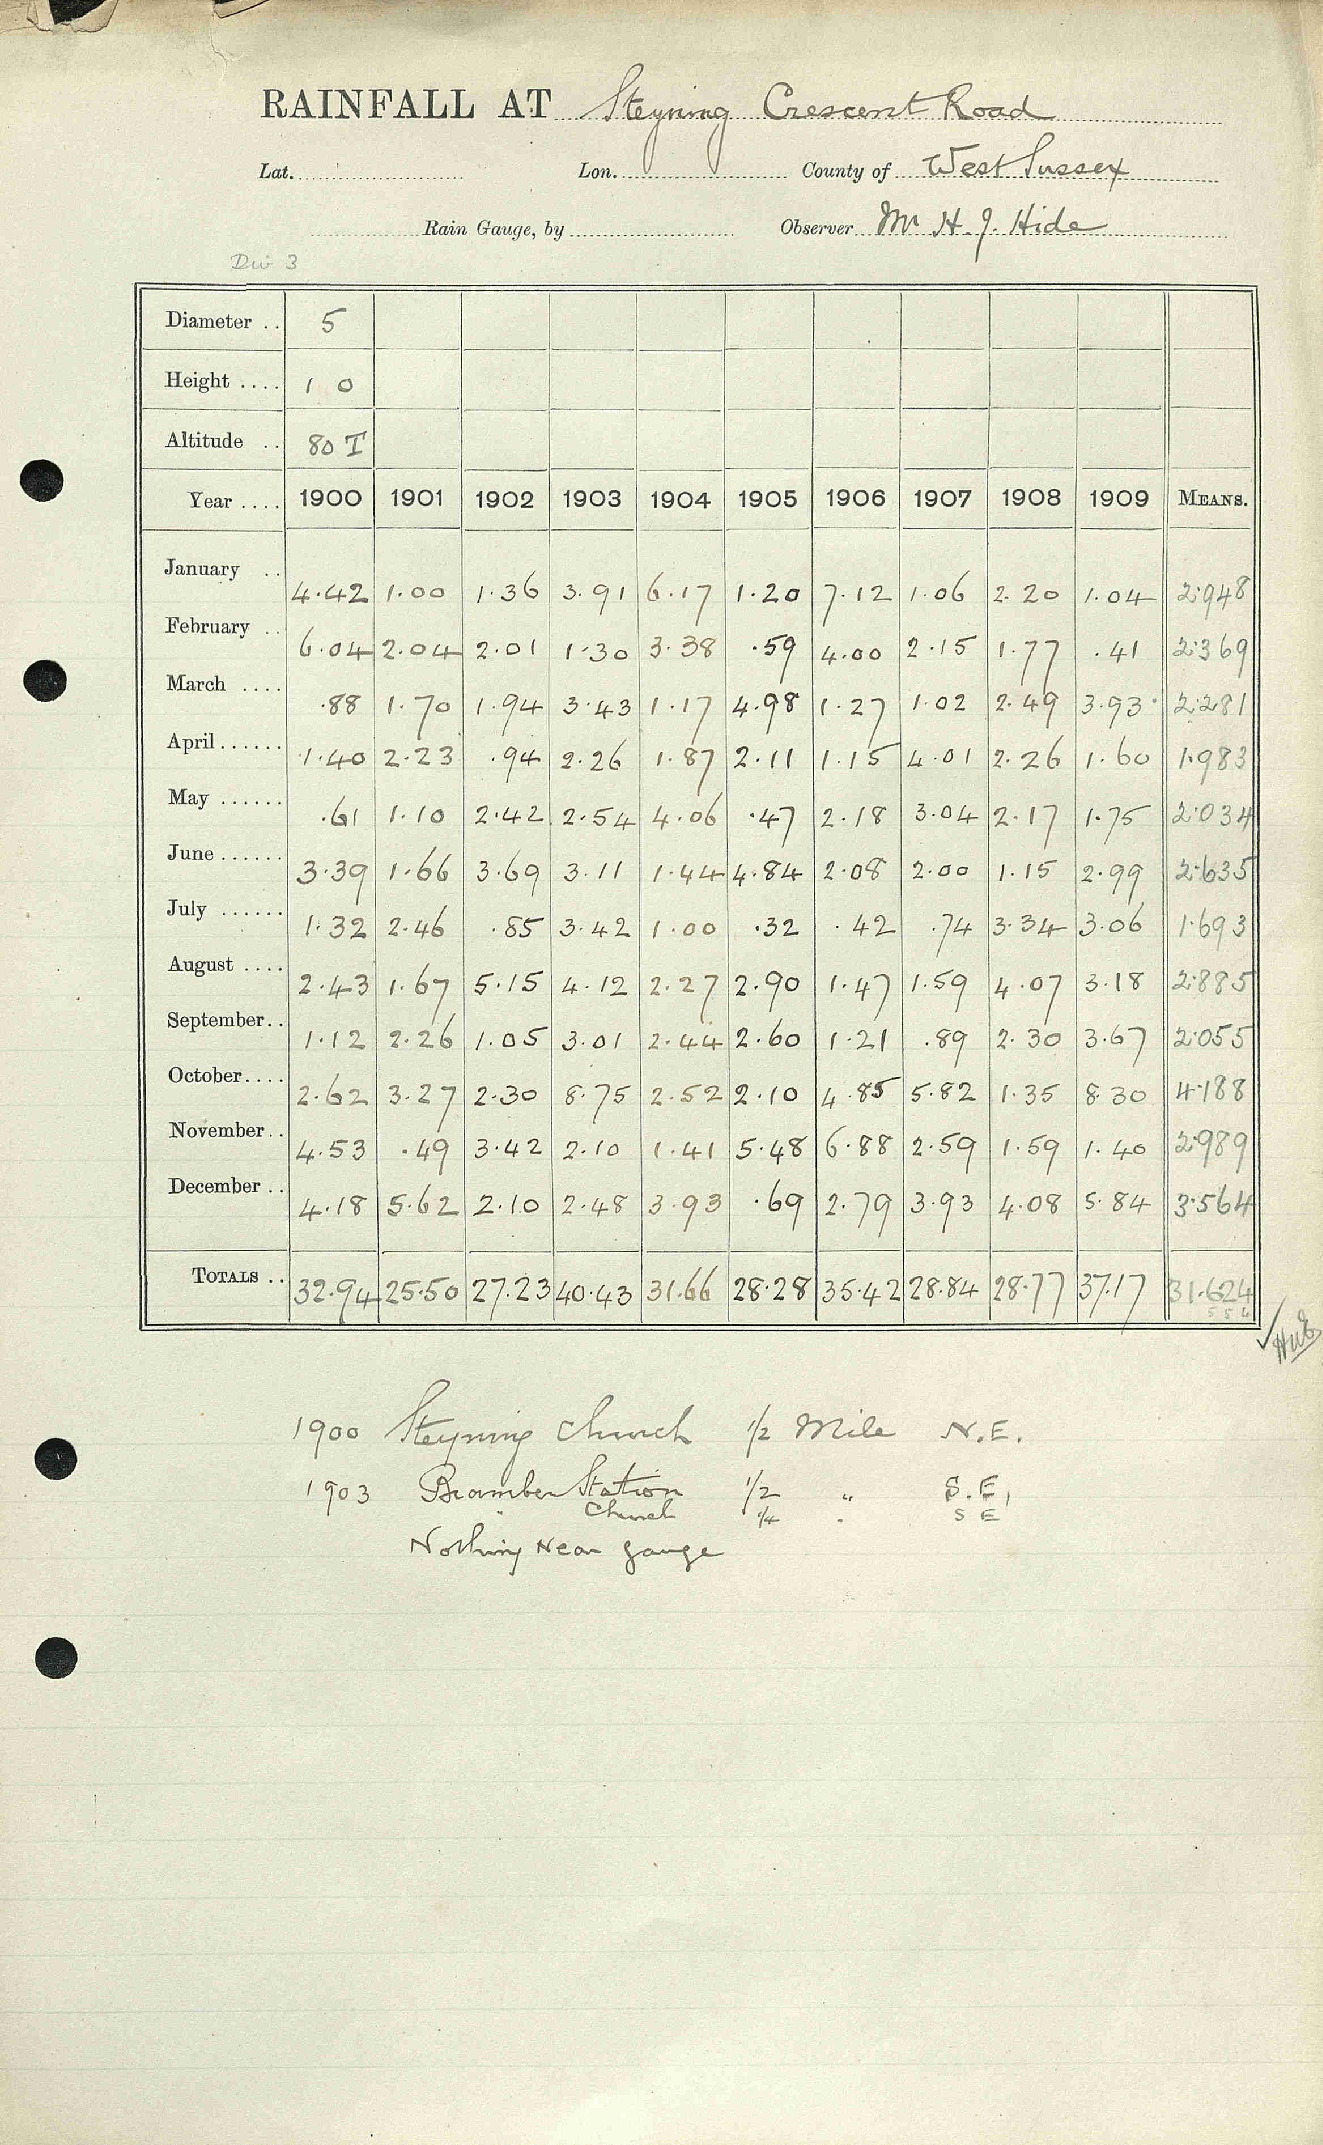 RAINFALL AT Steyning Crescent Road
Lat. Lon. County of West Sussex
Rain Gauge, by Observer Mr H. J. Hide
Div 3
Diameter .. 5
Height .... 1 0
Altitude .. 80 T
Year .... 1900 1901 1902 1903 1904 1905 1906 1907 1908 1909 MEANS.
January .. 4.42 1.00 1.36 3.91 6.17 1.20 7.12 1.06 2.20 1.04 2.948
February .. 6.04 2.04 2.01 1.30 3.38 .59 4.00 2.15 1.77 .41 2.369
March .... .88 1.70 1.94 3.43 1.17 4.98 1.27 1.02 2.49 3.93 2.281
April...... 1.40 2.23 .94 2.26 1.87 2.11 1.15 4.01 2.26 1.60 1.983
May ...... .61 1.10 2.42 2.54 4.06 .47 2.18 3.04 2.17 1.75 2.034
June ...... 3.39 1.66 3.69 3.11 1.44 4.84 2.08 2.00 1.15 2.99 2.635
July ...... 1.32 2.46 .85 3.42 1.00 .32 .42 .74 3.34 3.06 1.693
August .... 2.43 1.67 5.15 4.12 2.27 2.90 1.47 1.59 4.07 3.18 2.885
September.. 1.12 2.26 1.05 3.01 2.44 2.60 1.21 .89 2.30 3.67 2.055
October.... 2.62 3.27 2.30 8.75 2.52 2.10 4.85 5.82 1.35 8.30 4.188
November.. 4.53 .49 3.42 2.10 1.41 5.48 6.88 2.59 1.59 1.40 2.989
December .. 4.18 5.62 2.10 2.48 3.93 .69 2.79 3.93 4.08 5.84 3.564
TOTALS .. 32.94 25.50 27.23 40.43 31.66 28.28 35.42 28.84 28.77 37.17 31.624
1900 Steyning Church 1/2 Mile N.E.
1903 Bramber Station 1/2 " S.E.
" Church 1/4 " S E
Nothing Near gauge